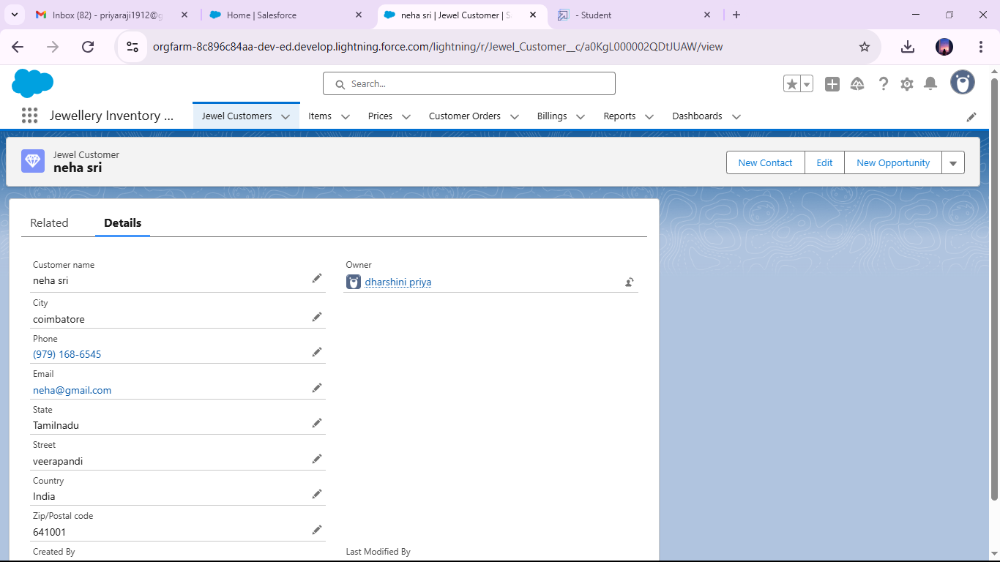 Inbox (82) - priyaraji1912@g
Home | Salesforce
neha sri | Jewel Customer | S
- Student
orgfarm-8c896c84aa-dev-ed.develop.lightning.force.com/lightning/r/Jewel_Customer__c/a0KgL000002QDtJUAW/view
Search...
Jewellery Inventory ...
Jewel Customers
Items
Prices
Customer Orders
Billings
Reports
Dashboards
Jewel Customer
neha sri
New Contact
Edit
New Opportunity
Related
Details
Customer name
neha sri
Owner
dharshini priya
City
coimbatore
Phone
(979) 168-6545
Email
neha@gmail.com
State
Tamilnadu
Street
veerapandi
Country
India
Zip/Postal code
641001
Created By
Last Modified By